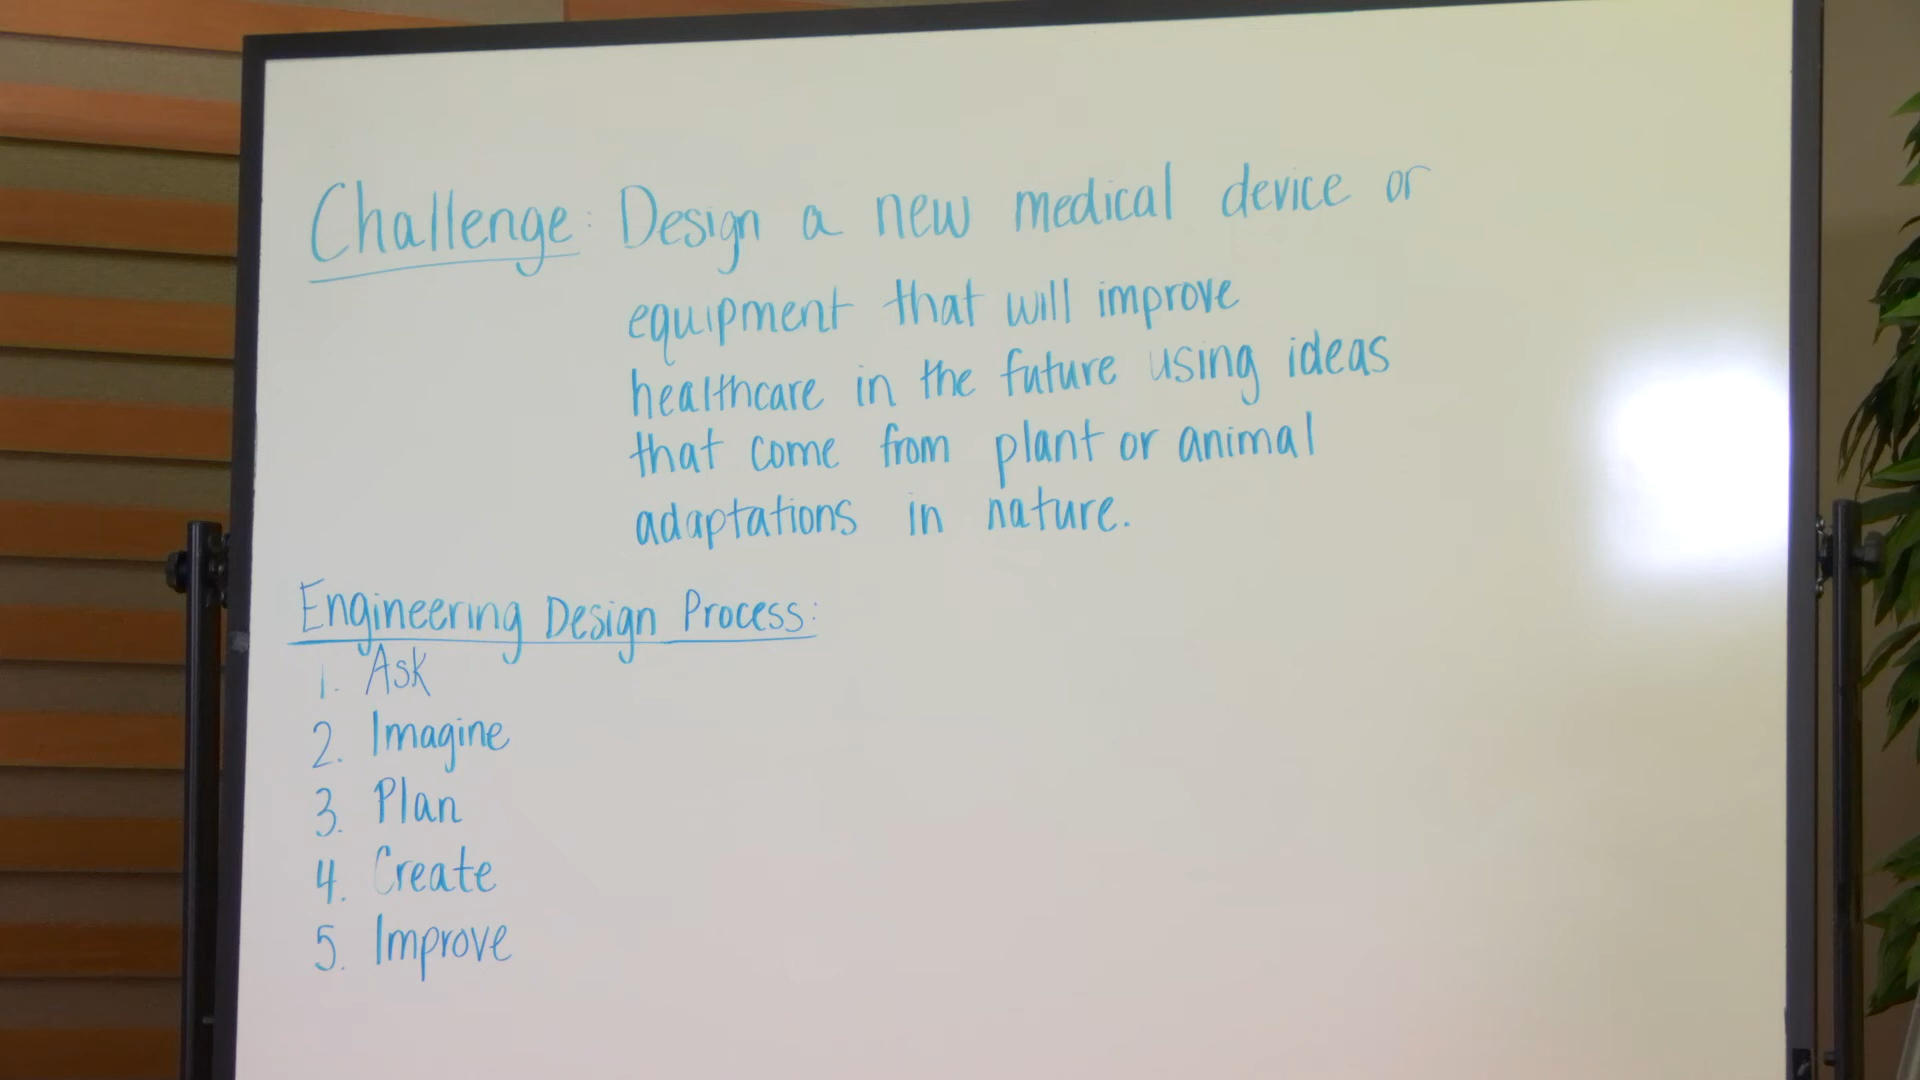 Challenge: Design a new medical device or
equipment that will improve
healthcare in the future using ideas
that come from plant or animal
adaptations in nature.
Engineering Design Process:
1. Ask
2. Imagine
3. Plan
4. Create
5. Improve